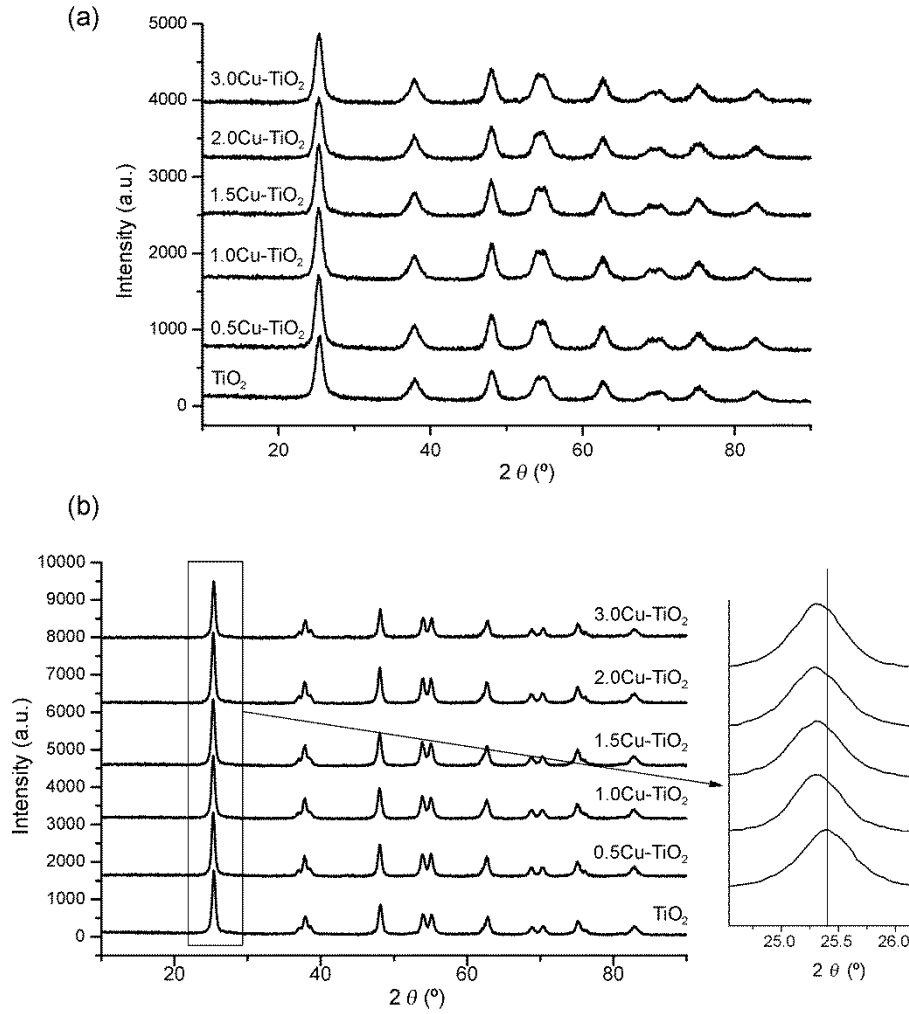 (a)
5000
4000
3000
2000
1000
0
Intensity (a.u.)
3.0Cu-TiO₂
2.0Cu-TiO₂
1.5Cu-TiO₂
1.0Cu-TiO₂
0.5Cu-TiO₂
TiO₂
20 40 60 80
2 θ (º)
(b)
10000
9000
8000
7000
6000
5000
4000
3000
2000
1000
0
Intensity (a.u.)
3.0Cu-TiO₂
2.0Cu-TiO₂
1.5Cu-TiO₂
1.0Cu-TiO₂
0.5Cu-TiO₂
TiO₂
20 40 60 80
2 θ (º)
25.0 25.5 26.0
2 θ (º)